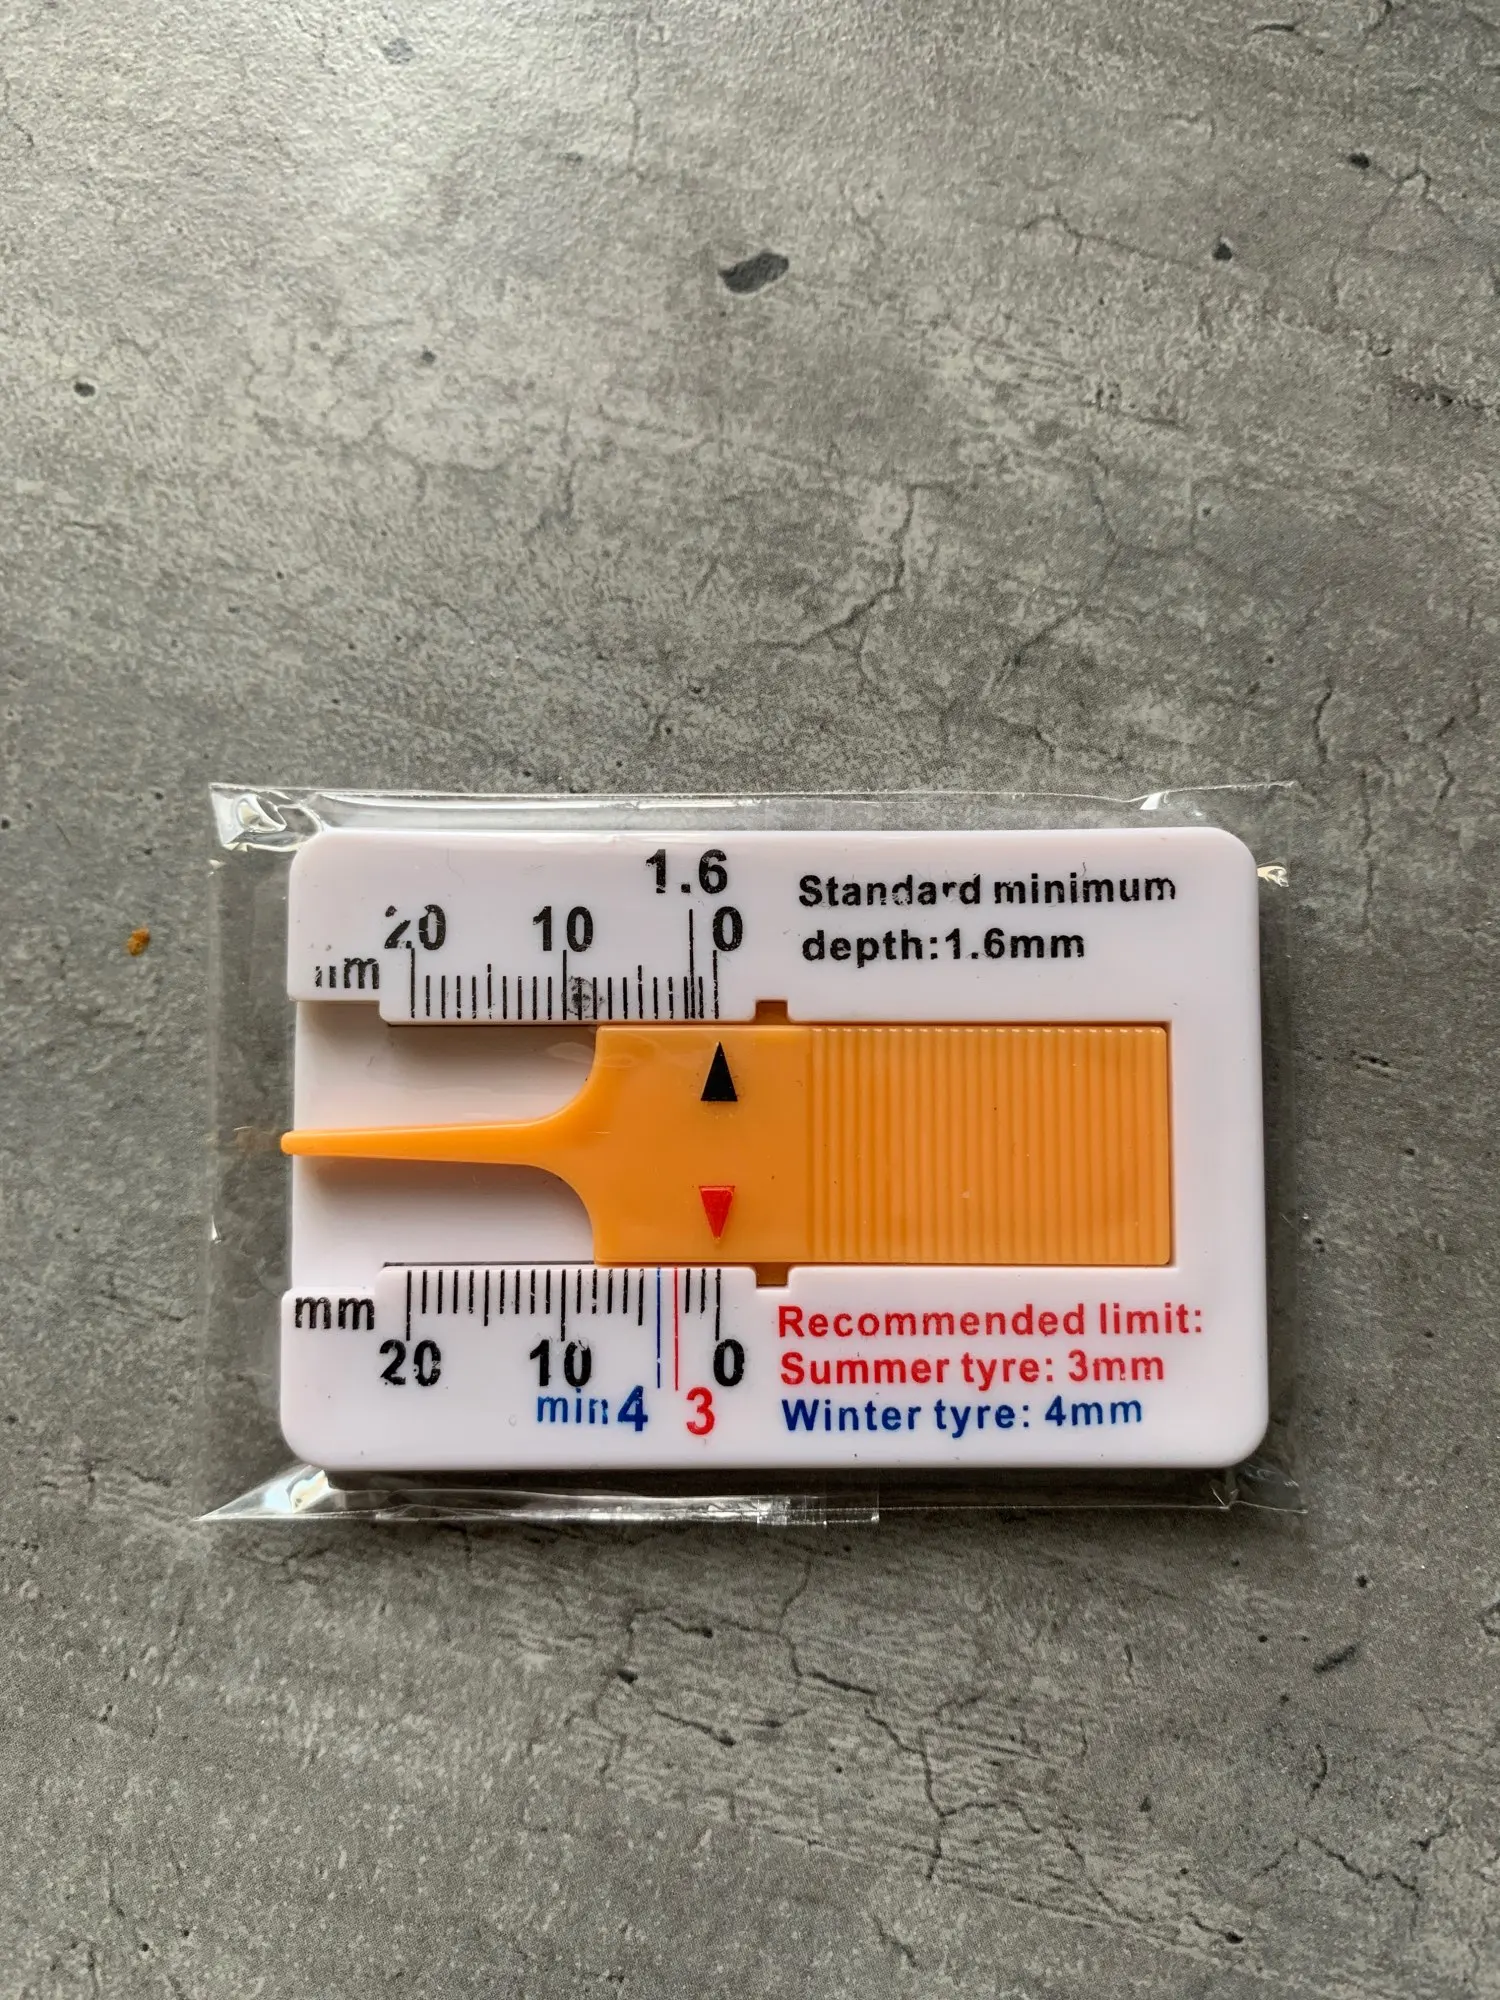 1.6
20 10 0
mm
Standard minimum
depth:1.6mm
mm
20 10 0
min 4 3
Recommended limit:
Summer tyre: 3mm
Winter tyre: 4mm